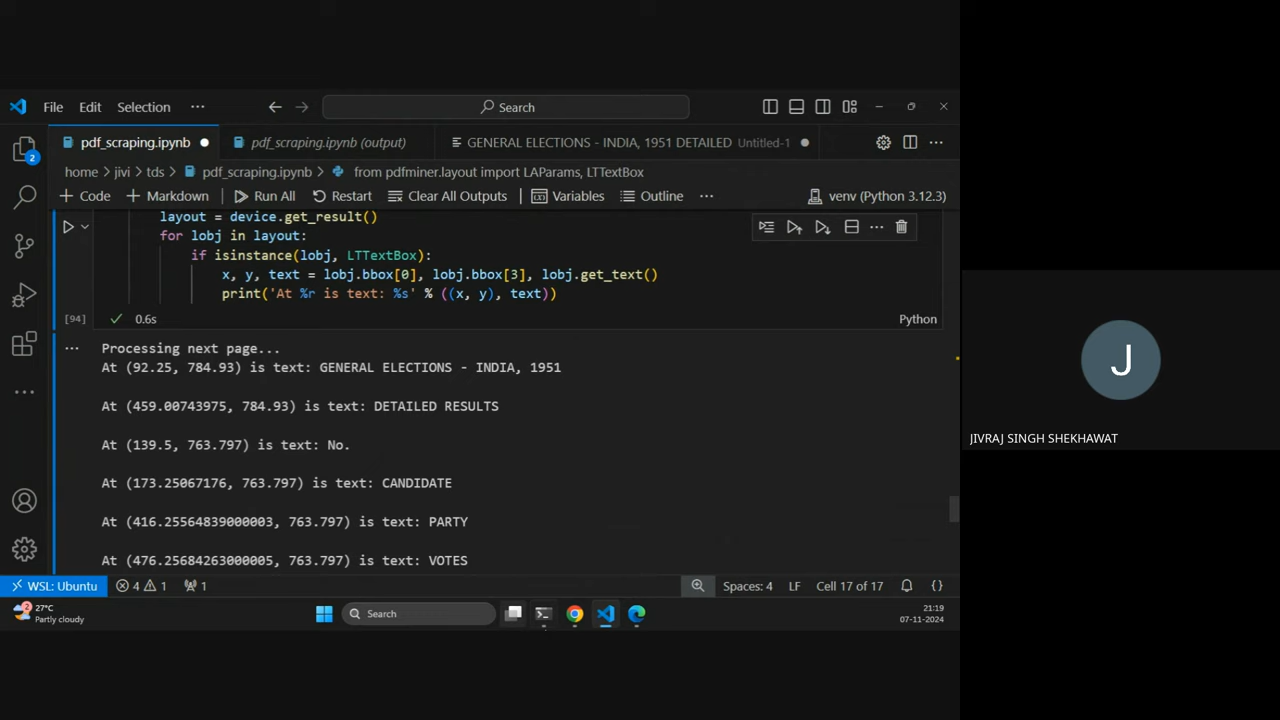 File Edit Selection ··· Search
pdf_scraping.ipynb pdf_scraping.ipynb (output) GENERAL ELECTIONS - INDIA, 1951 DETAILED Untitled-1
home > jivi > tds > pdf_scraping.ipynb > from pdfminer.layout import LAParams, LTTextBox
+ Code + Markdown Run All Restart Clear All Outputs Variables Outline ··· venv (Python 3.12.3)
layout = device.get_result()
for lobj in layout:
if isinstance(lobj, LTTextBox):
x, y, text = lobj.bbox[0], lobj.bbox[3], lobj.get_text()
print('At %r is text: %s' % ((x, y), text))
[94] 0.6s Python
Processing next page...
At (92.25, 784.93) is text: GENERAL ELECTIONS - INDIA, 1951
At (459.00743975, 784.93) is text: DETAILED RESULTS
At (139.5, 763.797) is text: No.
At (173.25067176, 763.797) is text: CANDIDATE
At (416.25564839000003, 763.797) is text: PARTY
At (476.25684263000005, 763.797) is text: VOTES
WSL: Ubuntu 4 1 1 Spaces: 4 LF Cell 17 of 17 {}
2
2
27°C
Partly cloudy
Search
21:19
07-11-2024
J
JIVRAJ SINGH SHEKHAWAT